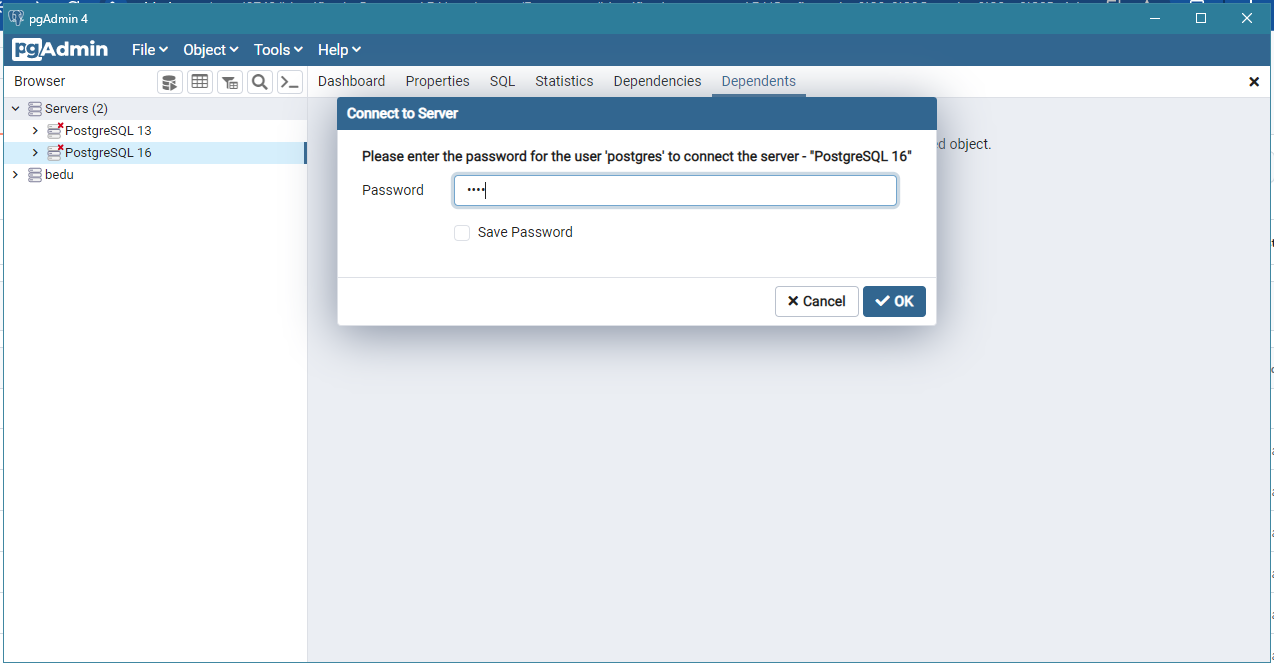 pgAdmin 4
pgAdmin File Object Tools Help
Browser Dashboard Properties SQL Statistics Dependencies Dependents
Servers (2)
PostgreSQL 13
PostgreSQL 16
bedu
object.
Connect to Server
Please enter the password for the user 'postgres' to connect the server - "PostgreSQL 16"
Password ••••
Save Password
Cancel OK